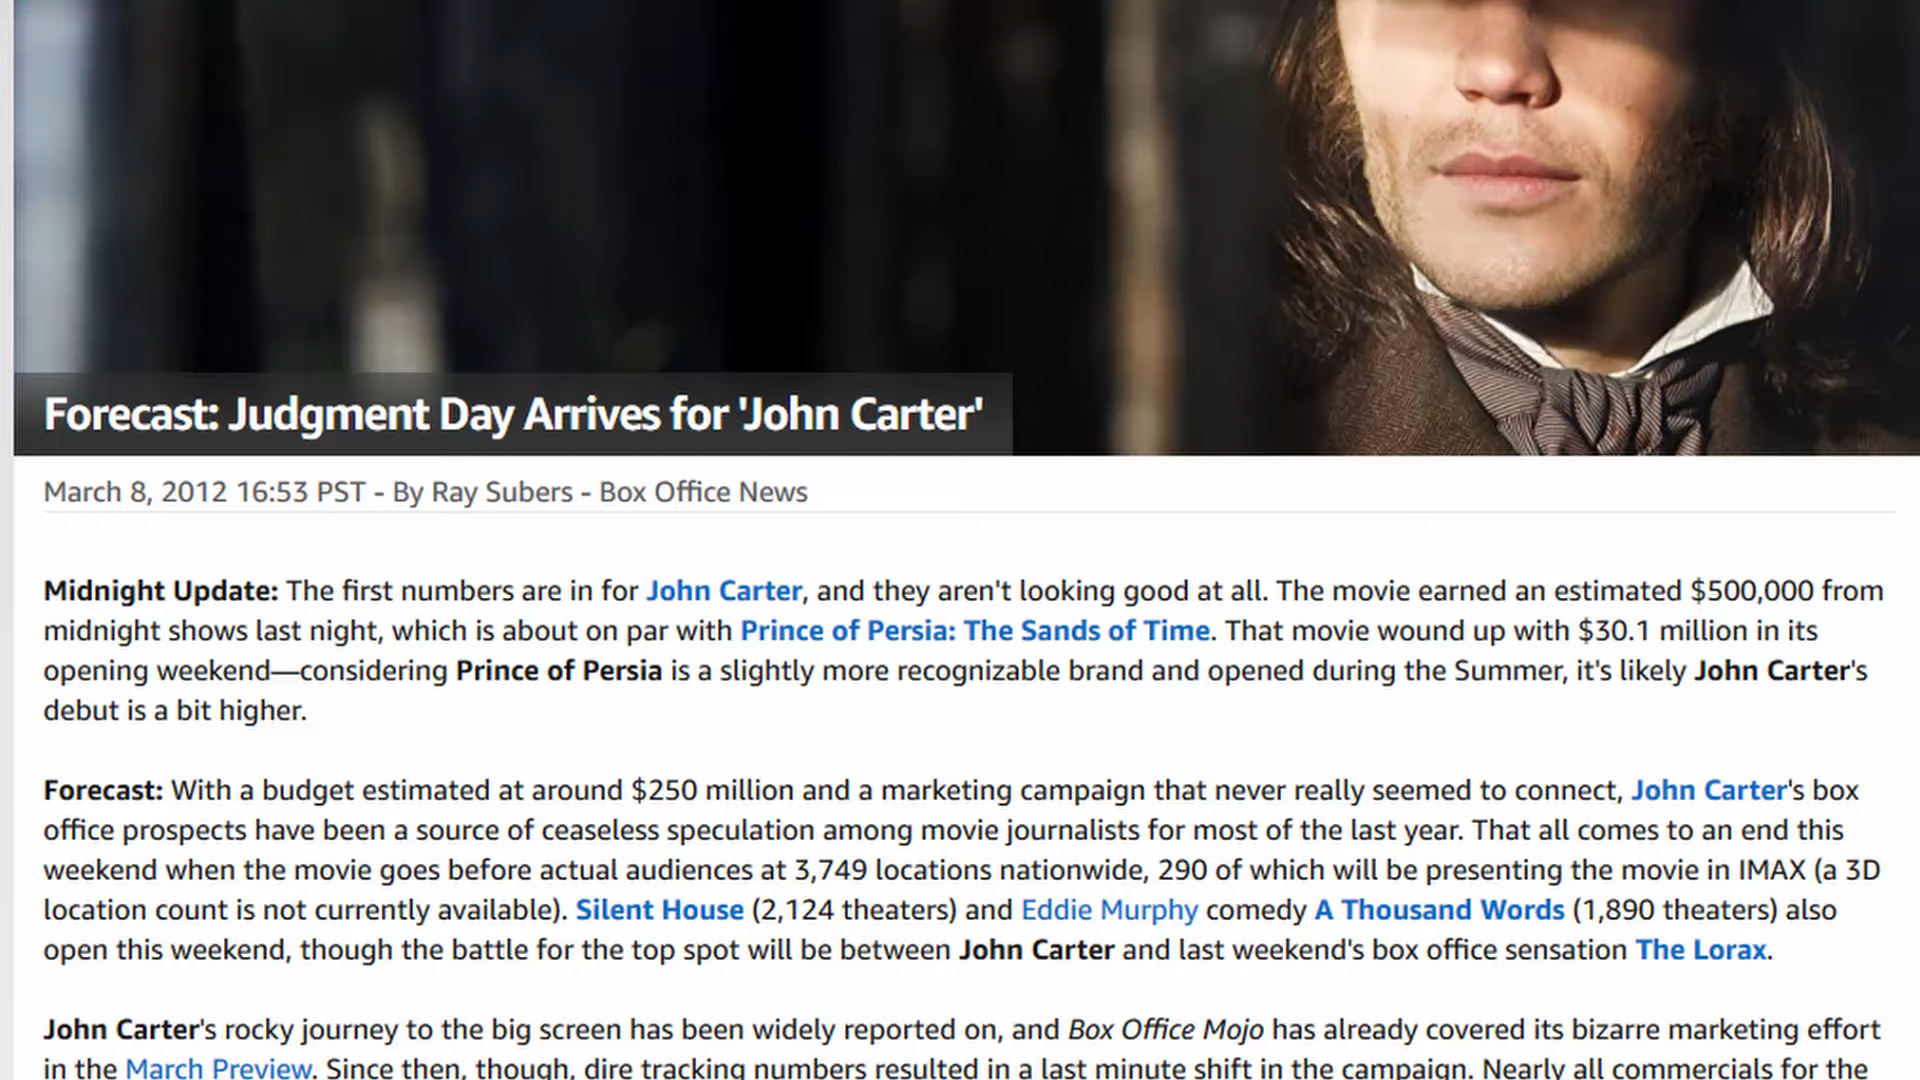 Forecast: Judgment Day Arrives for 'John Carter'
March 8, 2012 16:53 PST - By Ray Subers - Box Office News
Midnight Update: The first numbers are in for John Carter, and they aren't looking good at all. The movie earned an estimated $500,000 from
midnight shows last night, which is about on par with Prince of Persia: The Sands of Time. That movie wound up with $30.1 million in its
opening weekend—considering Prince of Persia is a slightly more recognizable brand and opened during the Summer, it's likely John Carter's
debut is a bit higher.
Forecast: With a budget estimated at around $250 million and a marketing campaign that never really seemed to connect, John Carter's box
office prospects have been a source of ceaseless speculation among movie journalists for most of the last year. That all comes to an end this
weekend when the movie goes before actual audiences at 3,749 locations nationwide, 290 of which will be presenting the movie in IMAX (a 3D
location count is not currently available). Silent House (2,124 theaters) and Eddie Murphy comedy A Thousand Words (1,890 theaters) also
open this weekend, though the battle for the top spot will be between John Carter and last weekend's box office sensation The Lorax.
John Carter's rocky journey to the big screen has been widely reported on, and Box Office Mojo has already covered its bizarre marketing effort
in the March Preview. Since then, though, dire tracking numbers resulted in a last minute shift in the campaign. Nearly all commercials for the